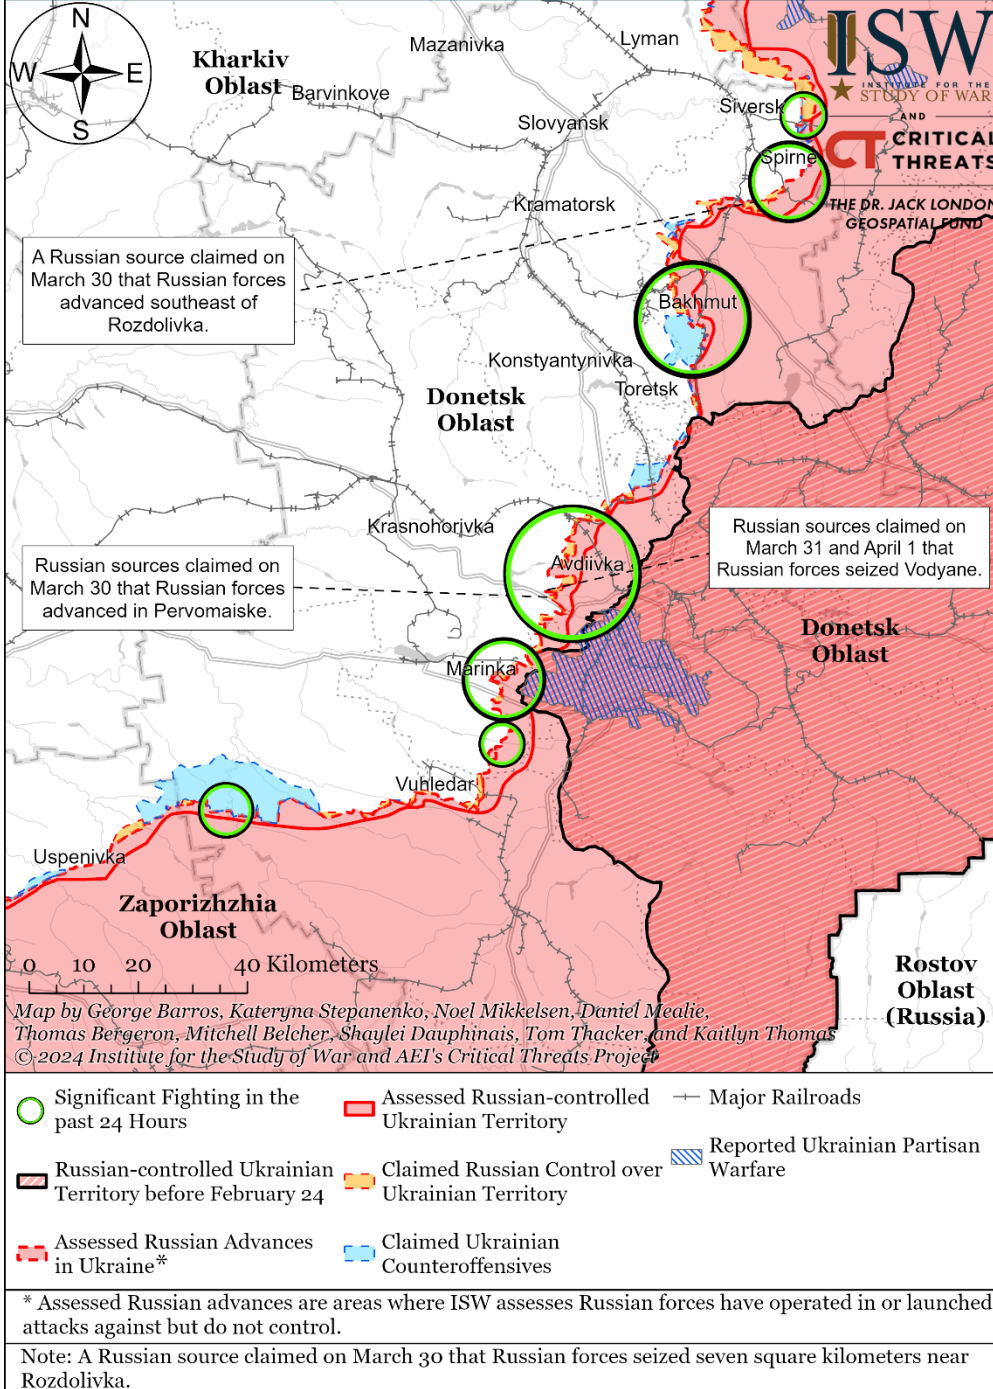 N
W
E
S
Kharkiv
Oblast
Mazanivka
Lyman
Barvinkove
Slovyansk
Siversk
ISW
INSTITUTE FOR THE
STUDY OF WAR
AND
CT CRITICAL
THREATS
THE DR. JACK LONDON
GEOSPATIAL FUND
Spirne
Kramatorsk
A Russian source claimed on
March 30 that Russian forces
advanced southeast of
Rozdolivka.
Bakhmut
Konstyantynivka
Toretsk
Donetsk
Oblast
Krasnohorivka
Avdiivka
Russian sources claimed on
March 31 and April 1 that
Russian forces seized Vodyane.
Russian sources claimed on
March 30 that Russian forces
advanced in Pervomaiske.
Donetsk
Oblast
Marinka
Vuhledar
Uspenivka
Zaporizhzhia
Oblast
Rostov
Oblast
(Russia)
0 10 20 40 Kilometers
Map by George Barros, Kateryna Stepanenko, Noel Mikkelsen, Daniel Mealie,
Thomas Bergeron, Mitchell Belcher, Shaylei Dauphinais, Tom Thacker, and Kaitlyn Thomas
© 2024 Institute for the Study of War and AEI's Critical Threats Project
Significant Fighting in the
past 24 Hours
Russian-controlled Ukrainian
Territory before February 24
Assessed Russian Advances
in Ukraine*
Assessed Russian-controlled
Ukrainian Territory
Claimed Russian Control over
Ukrainian Territory
Claimed Ukrainian
Counteroffensives
Major Railroads
Reported Ukrainian Partisan
Warfare
* Assessed Russian advances are areas where ISW assesses Russian forces have operated in or launched
attacks against but do not control.
Note: A Russian source claimed on March 30 that Russian forces seized seven square kilometers near
Rozdolivka.